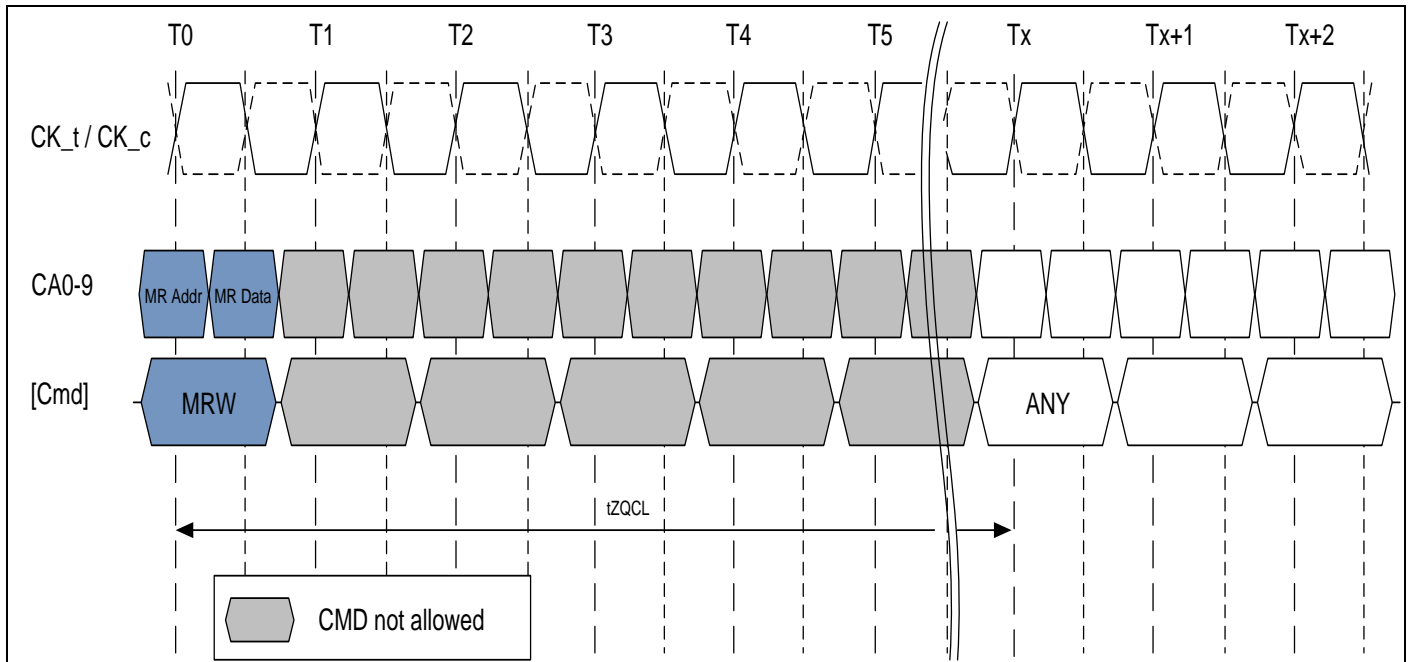 T0 T1 T2 T3 T4 T5 Tx Tx+1 Tx+2
CK_t / CK_c
CA0-9 MR Addr MR Data
[Cmd] MRW ANY
tZQCL
CMD not allowed